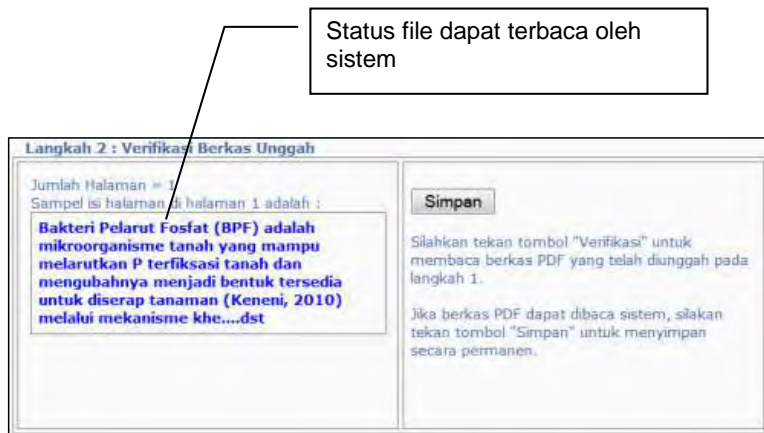 Status file dapat terbaca oleh
sistem
Langkah 2 : Verifikasi Berkas Unggah
Jumlah Halaman = 1
Sampel isi halaman di halaman 1 adalah :
Bakteri Pelarut Fosfat (BPF) adalah
mikroorganisme tanah yang mampu
melarutkan P terfiksasi tanah dan
mengubahnya menjadi bentuk tersedia
untuk diserap tanaman (Keneni, 2010)
melalui mekanisme khe....dst
Simpan
Silahkan tekan tombol "Verifikasi" untuk
membaca berkas PDF yang telah diunggah pada
langkah 1.
Jika berkas PDF dapat dibaca sistem, silakan
tekan tombol "Simpan" untuk menyimpan
secara permanen.